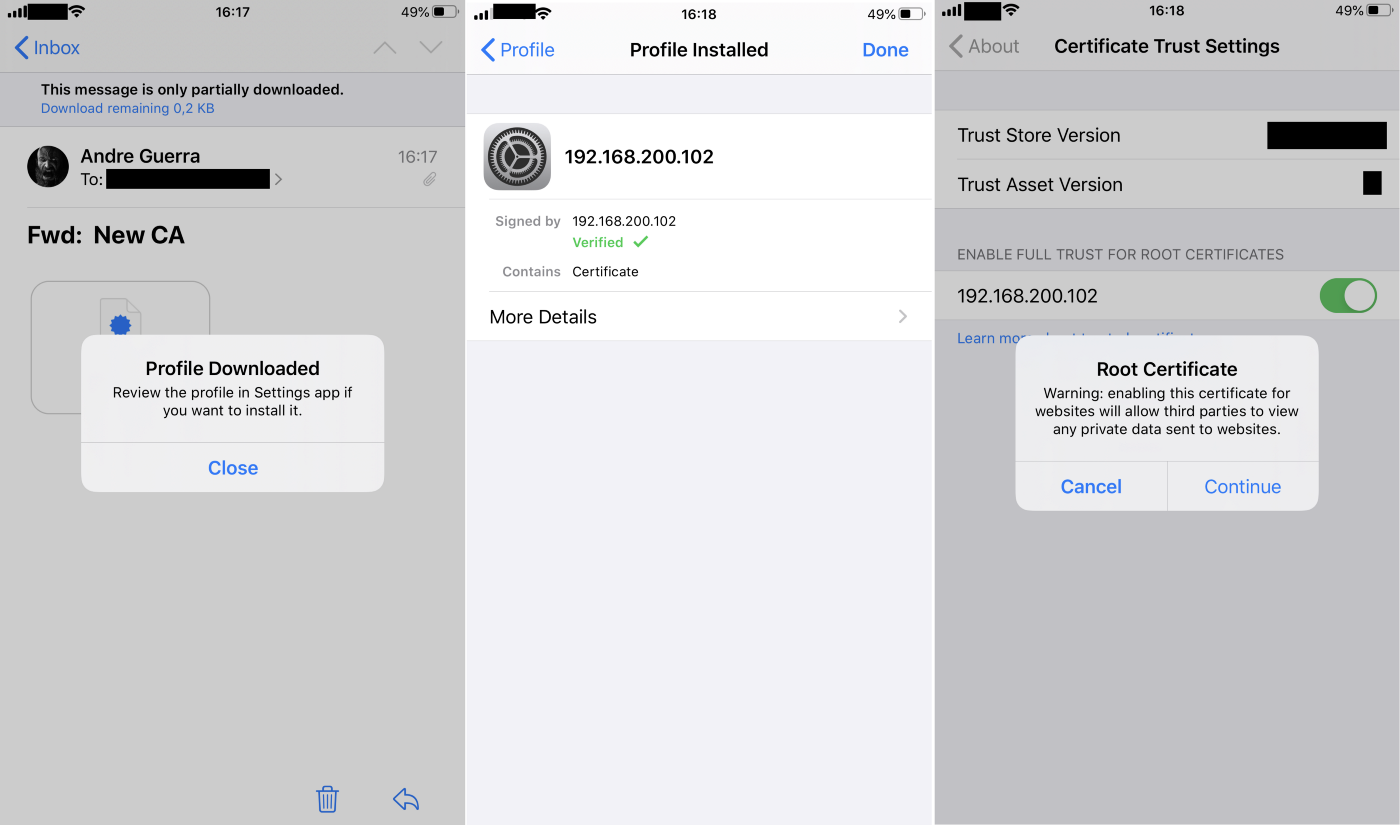 16:17
49%
Inbox
This message is only partially downloaded.
Download remaining 0,2 KB
Andre Guerra
16:17
To:
Fwd: New CA
Profile Downloaded
Review the profile in Settings app if
you want to install it.
Close
16:18
49%
Profile
Profile Installed
Done
192.168.200.102
Signed by 192.168.200.102
Verified
Contains Certificate
More Details
16:18
49%
About
Certificate Trust Settings
Trust Store Version
Trust Asset Version
ENABLE FULL TRUST FOR ROOT CERTIFICATES
192.168.200.102
Learn
Root Certificate
Warning: enabling this certificate for
websites will allow third parties to view
any private data sent to websites.
Cancel
Continue